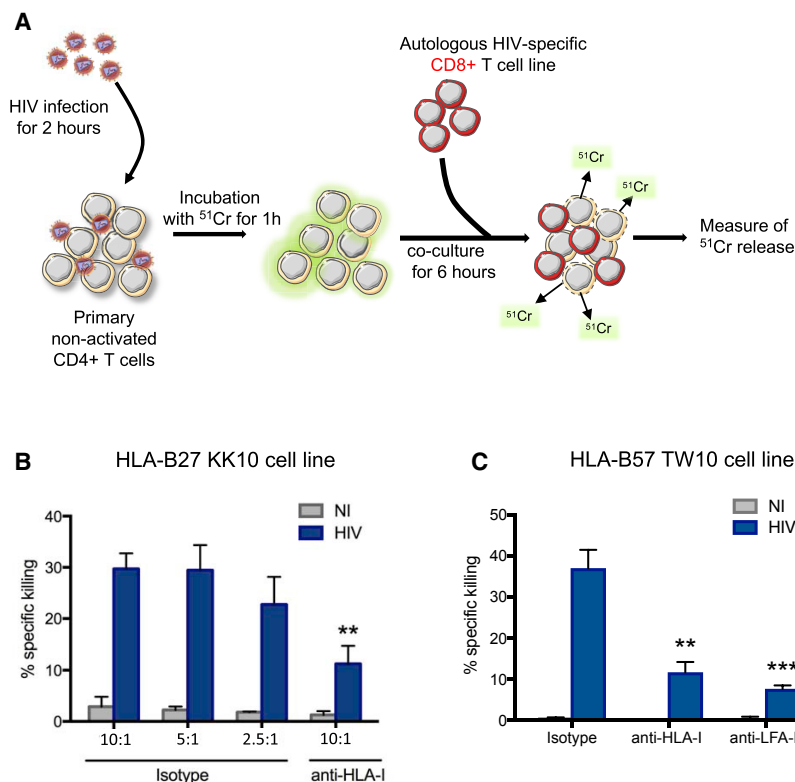 A
HIV infection
for 2 hours
Primary
non-activated
CD4+ T cells
Incubation
with ⁵¹Cr for 1h
Autologous HIV-specific
CD8+ T cell line
co-culture
for 6 hours
⁵¹Cr
⁵¹Cr
⁵¹Cr
⁵¹Cr
Measure of
⁵¹Cr release
B
HLA-B27 KK10 cell line
NI
HIV
% specific killing
40
30
20
10
0
**
10:1
5:1
2.5:1
10:1
Isotype
anti-HLA-I
C
HLA-B57 TW10 cell line
NI
HIV
% specific killing
50
40
30
20
10
0
**
***
Isotype
anti-HLA-I
anti-LFA-